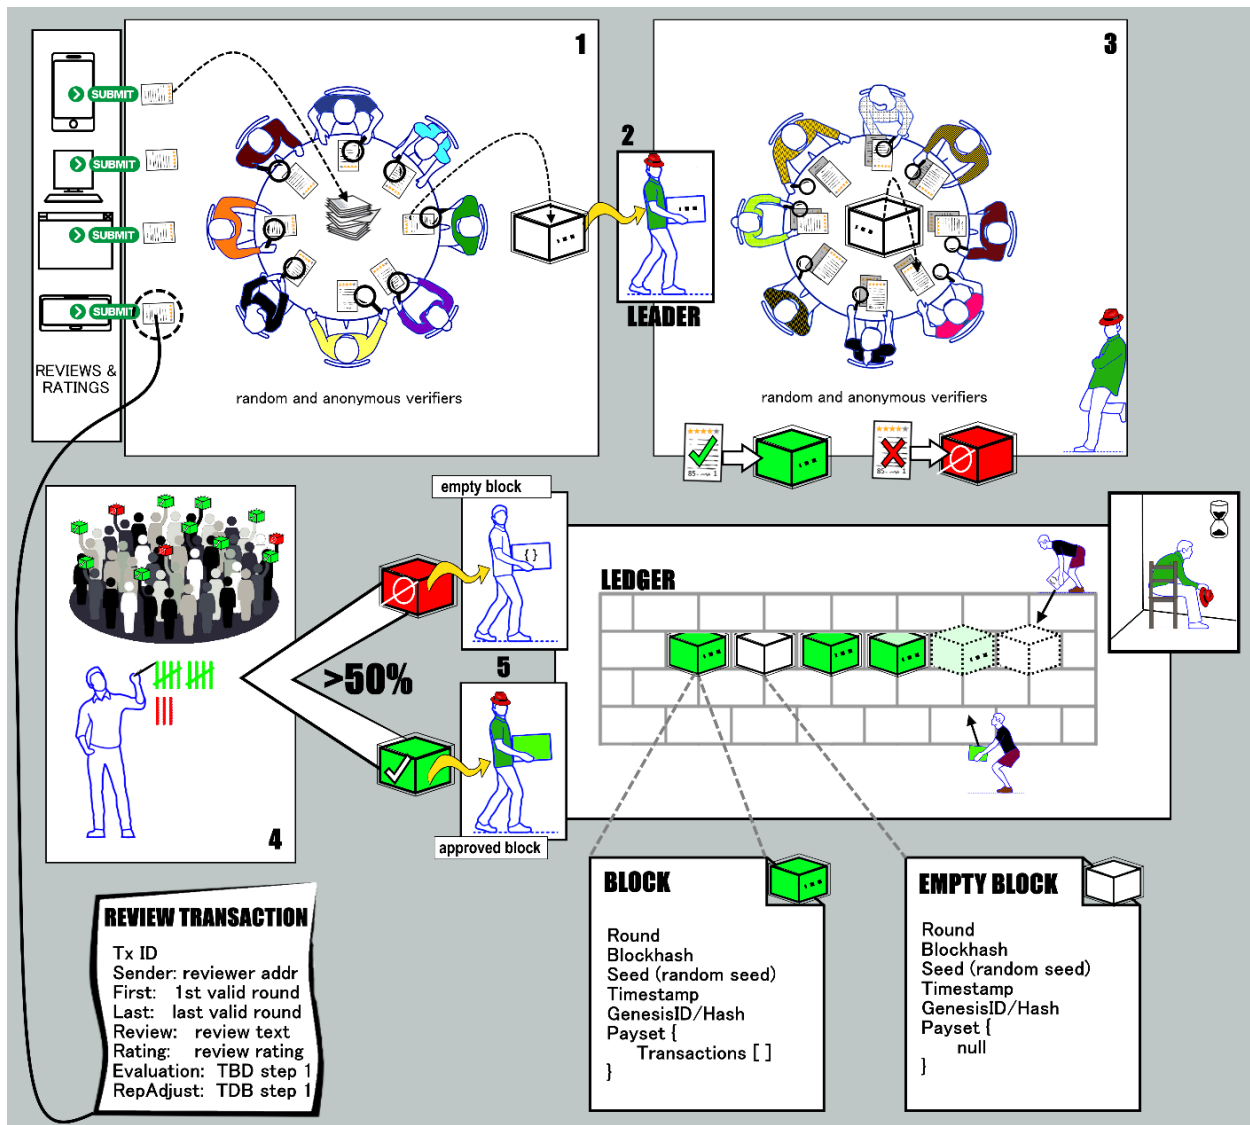 1
SUBMIT
SUBMIT
SUBMIT
SUBMIT
REVIEWS &
RATINGS
random and anonymous verifiers
2
LEADER
3
random and anonymous verifiers
4
>50%
empty block
{ }
5
approved block
LEDGER
REVIEW TRANSACTION
Tx ID
Sender: reviewer addr
First: 1st valid round
Last: last valid round
Review: review text
Rating: review rating
Evaluation: TBD step 1
RepAdjust: TDB step 1
BLOCK
Round
Blockhash
Seed (random seed)
Timestamp
GenesisID/Hash
Payset {
Transactions [ ]
}
EMPTY BLOCK
Round
Blockhash
Seed (random seed)
Timestamp
GenesisID/Hash
Payset {
null
}